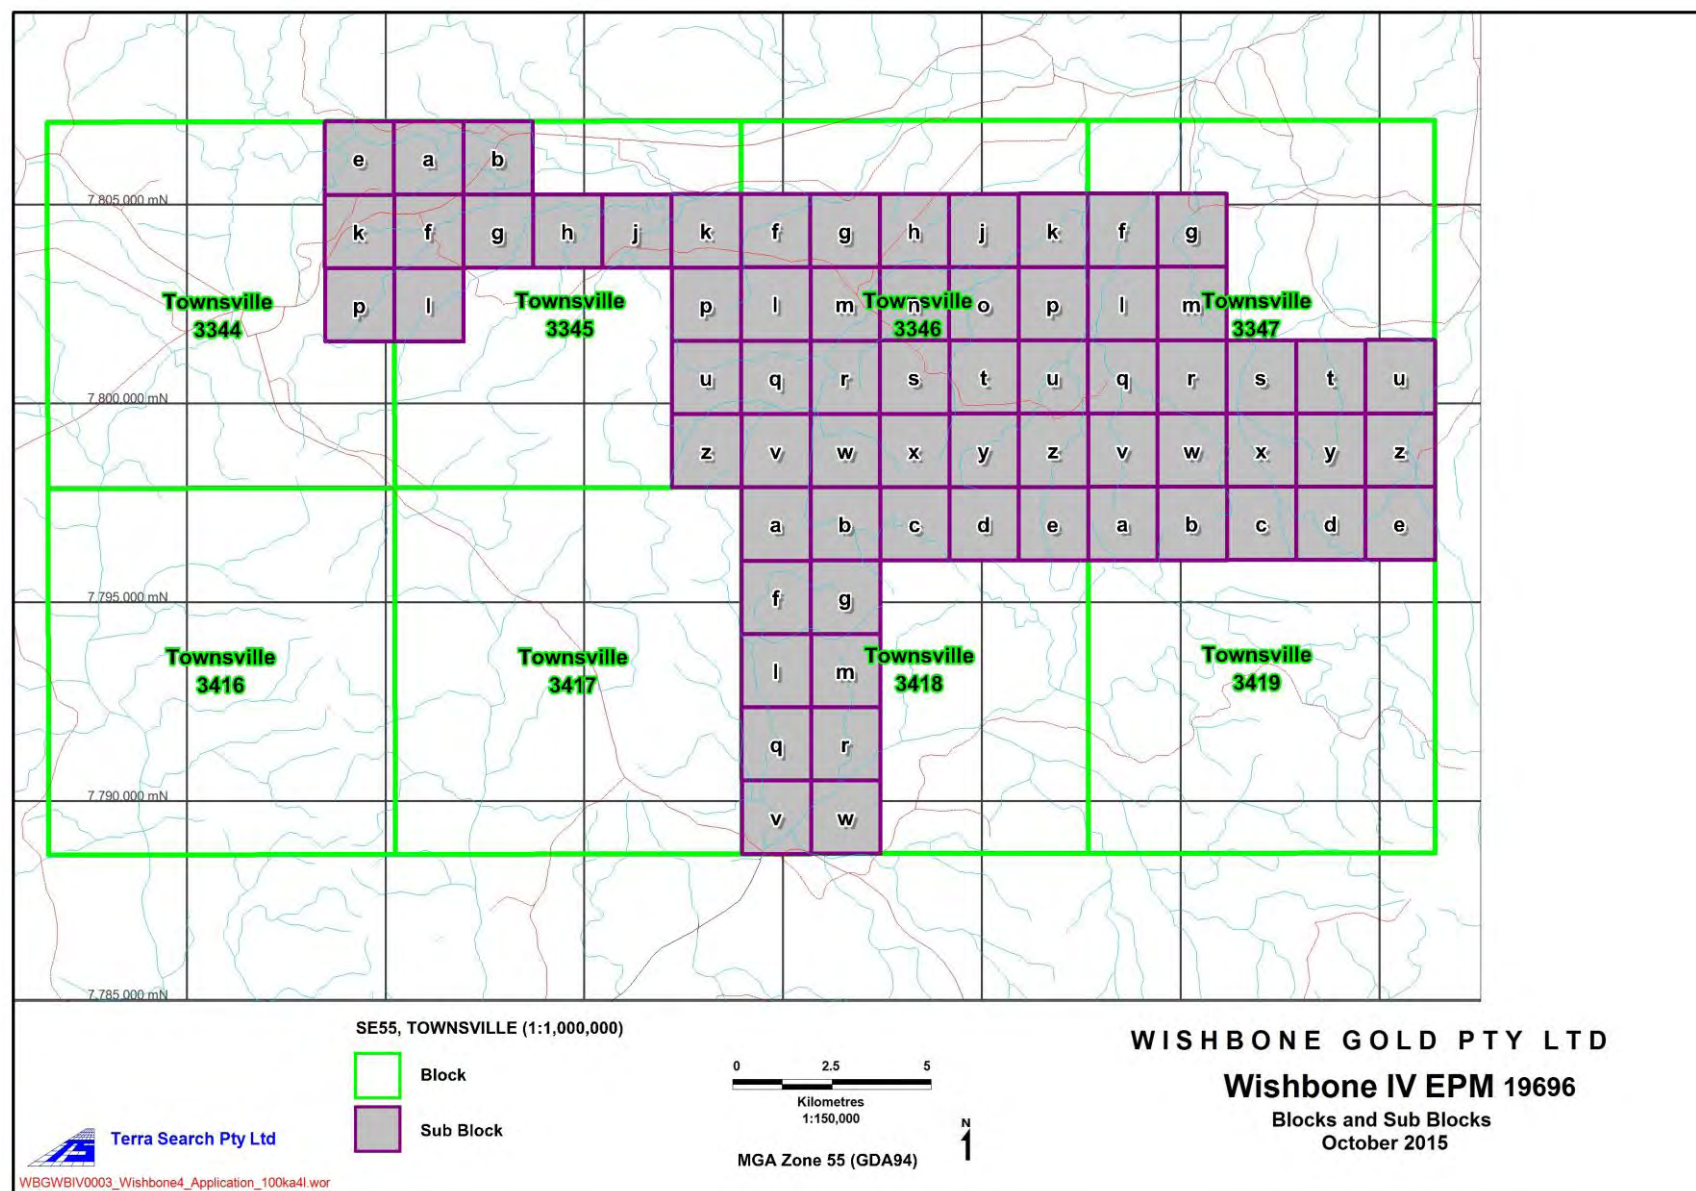 e a b
7,805,000 mN
k f g h j k f g h j k f g
p l p l m n o p l m
Townsville
3344
Townsville
3345
Townsville
3346
Townsville
3347
u q r s t u q r s t u
7,800,000 mN
z v w x y z v w x y z
a b c d e a b c d e
7,795,000 mN
f g
Townsville
3416
Townsville
3417
l m
Townsville
3418
Townsville
3419
q r
7,790,000 mN
v w
7,785,000 mN
SE55, TOWNSVILLE (1:1,000,000)
Block
Sub Block
0 2.5 5
Kilometres
1:150,000
MGA Zone 55 (GDA94)
N
WISHBONE GOLD PTY LTD
Wishbone IV EPM 19696
Blocks and Sub Blocks
October 2015
Terra Search Pty Ltd
WBGWBIV0003_Wishbone4_Application_100ka4l.wor